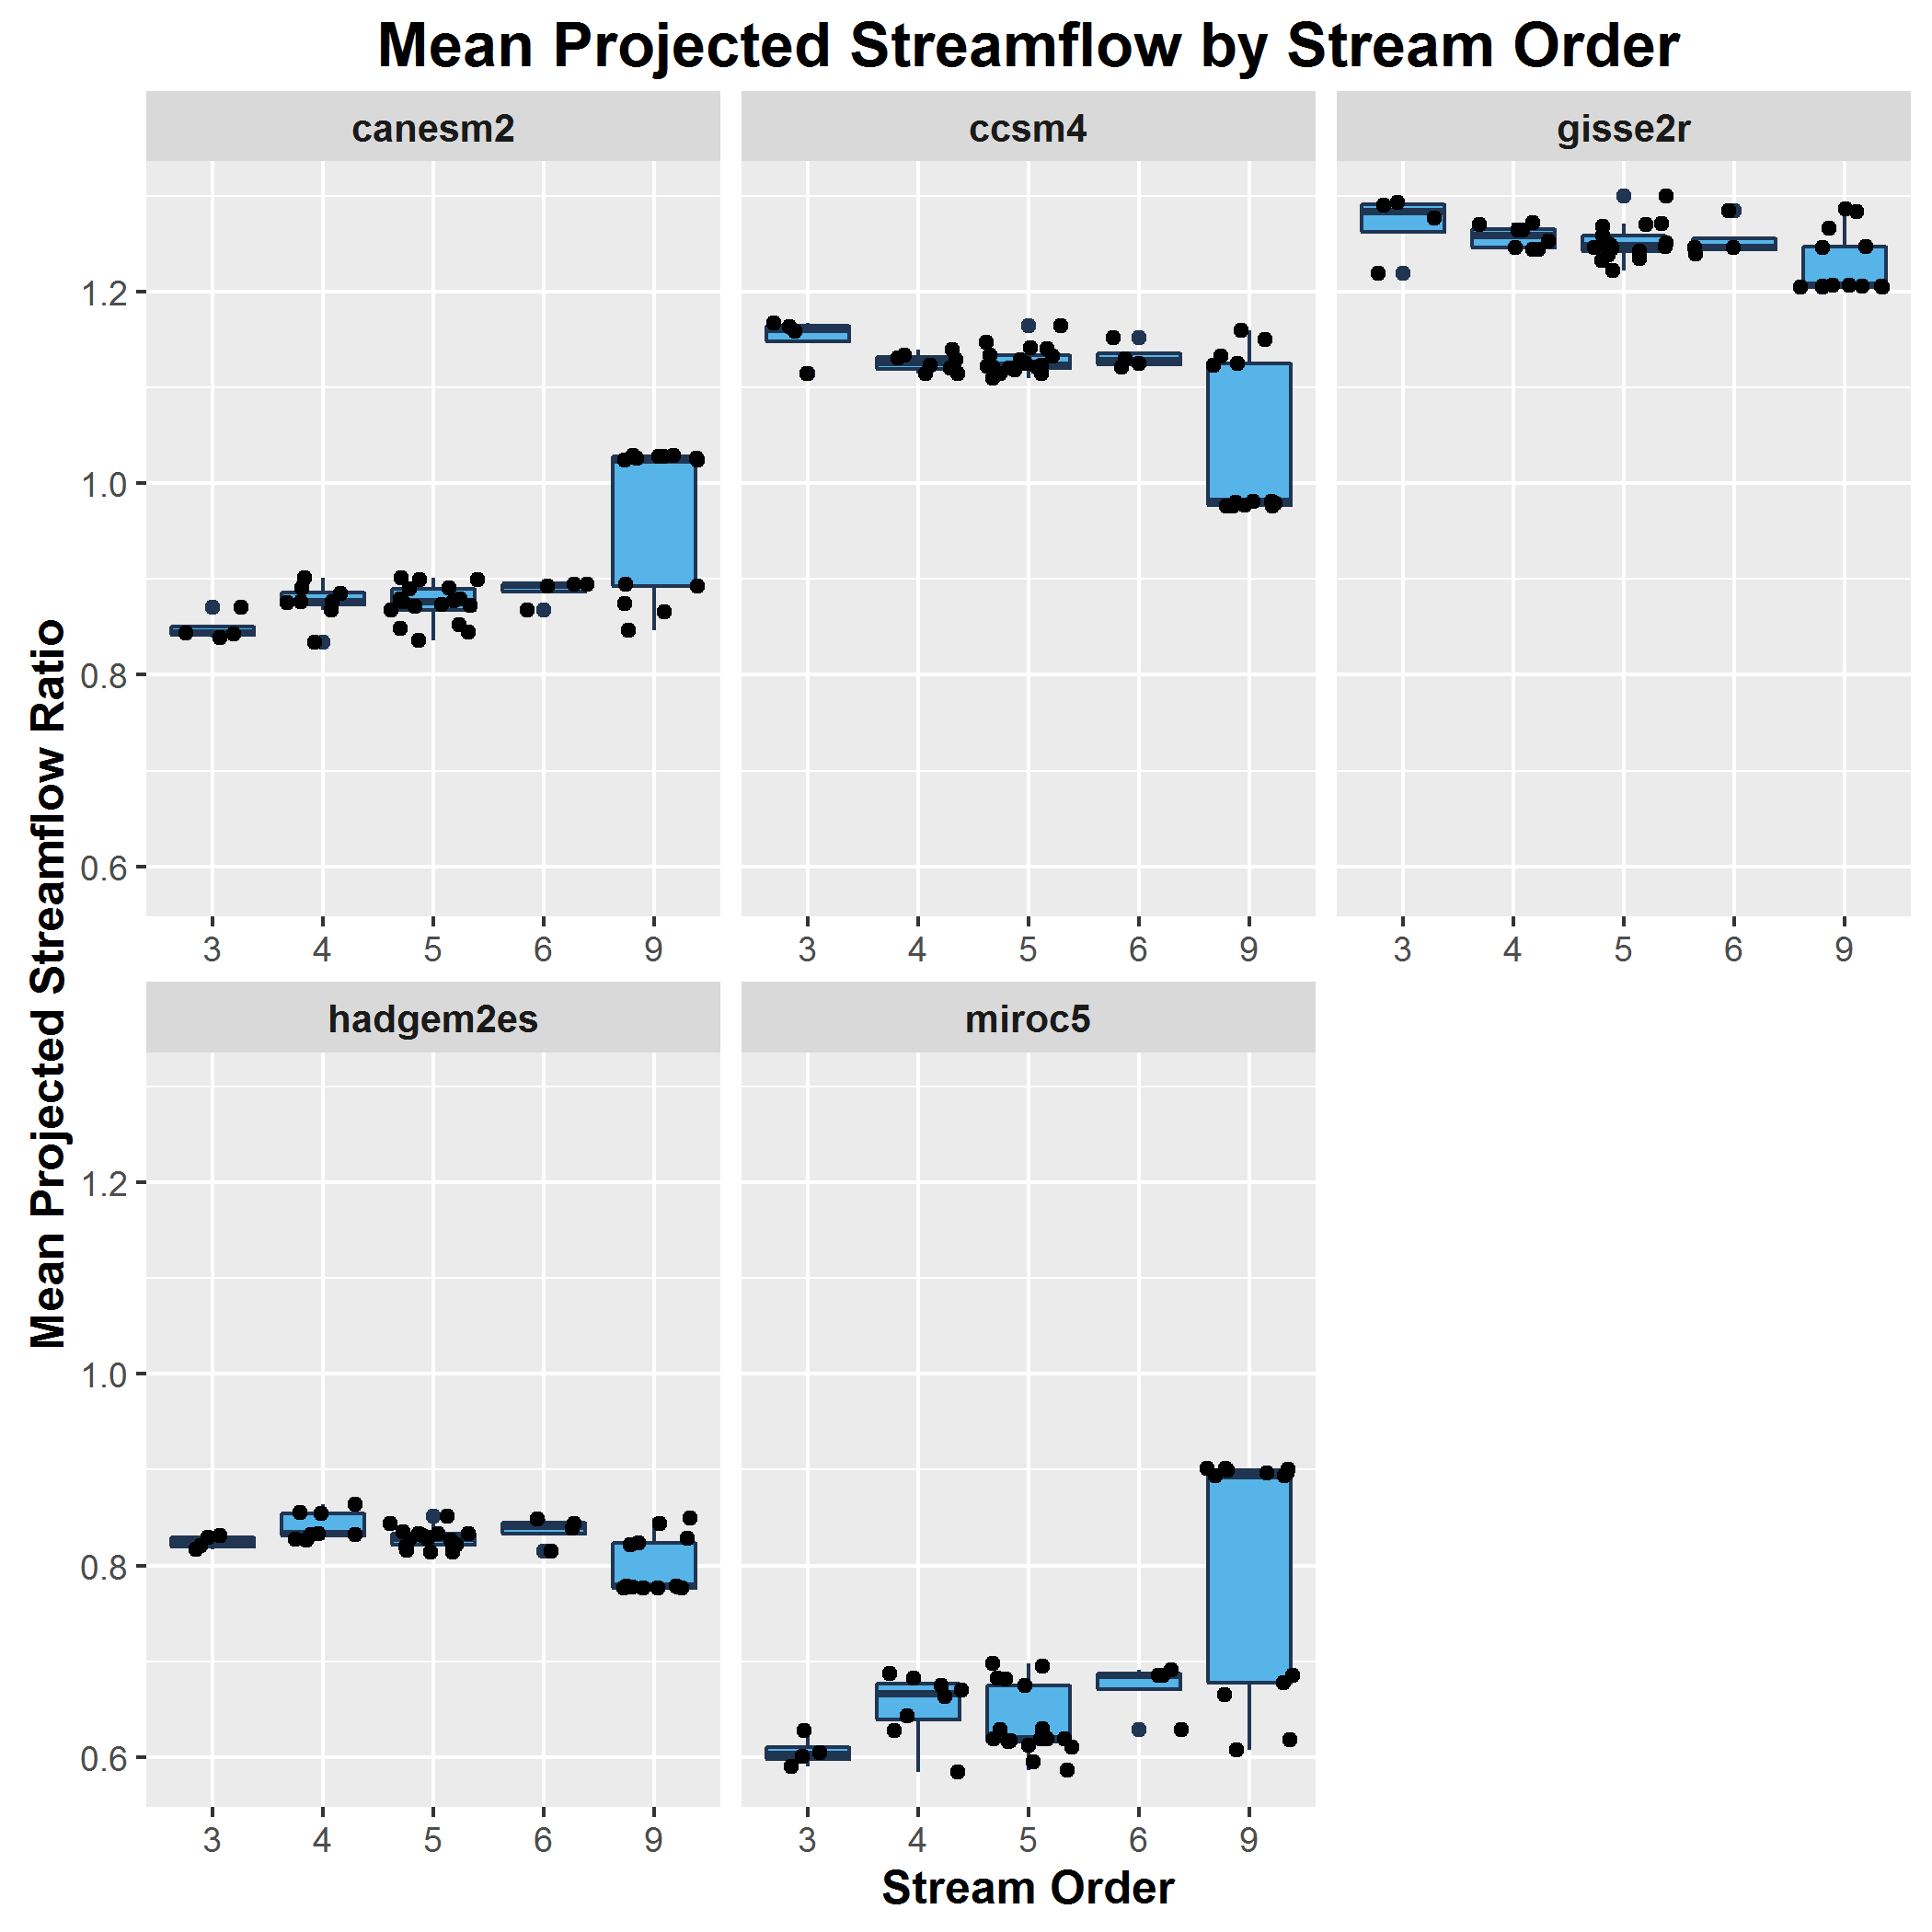 Mean Projected Streamflow by Stream Order
canesm2
ccsm4
gisse2r
1.2
1.0
0.8
0.6
3 4 5 6 9
3 4 5 6 9
3 4 5 6 9
Mean Projected Streamflow Ratio
hadgem2es
miroc5
1.2
1.0
0.8
0.6
3 4 5 6 9
3 4 5 6 9
Stream Order